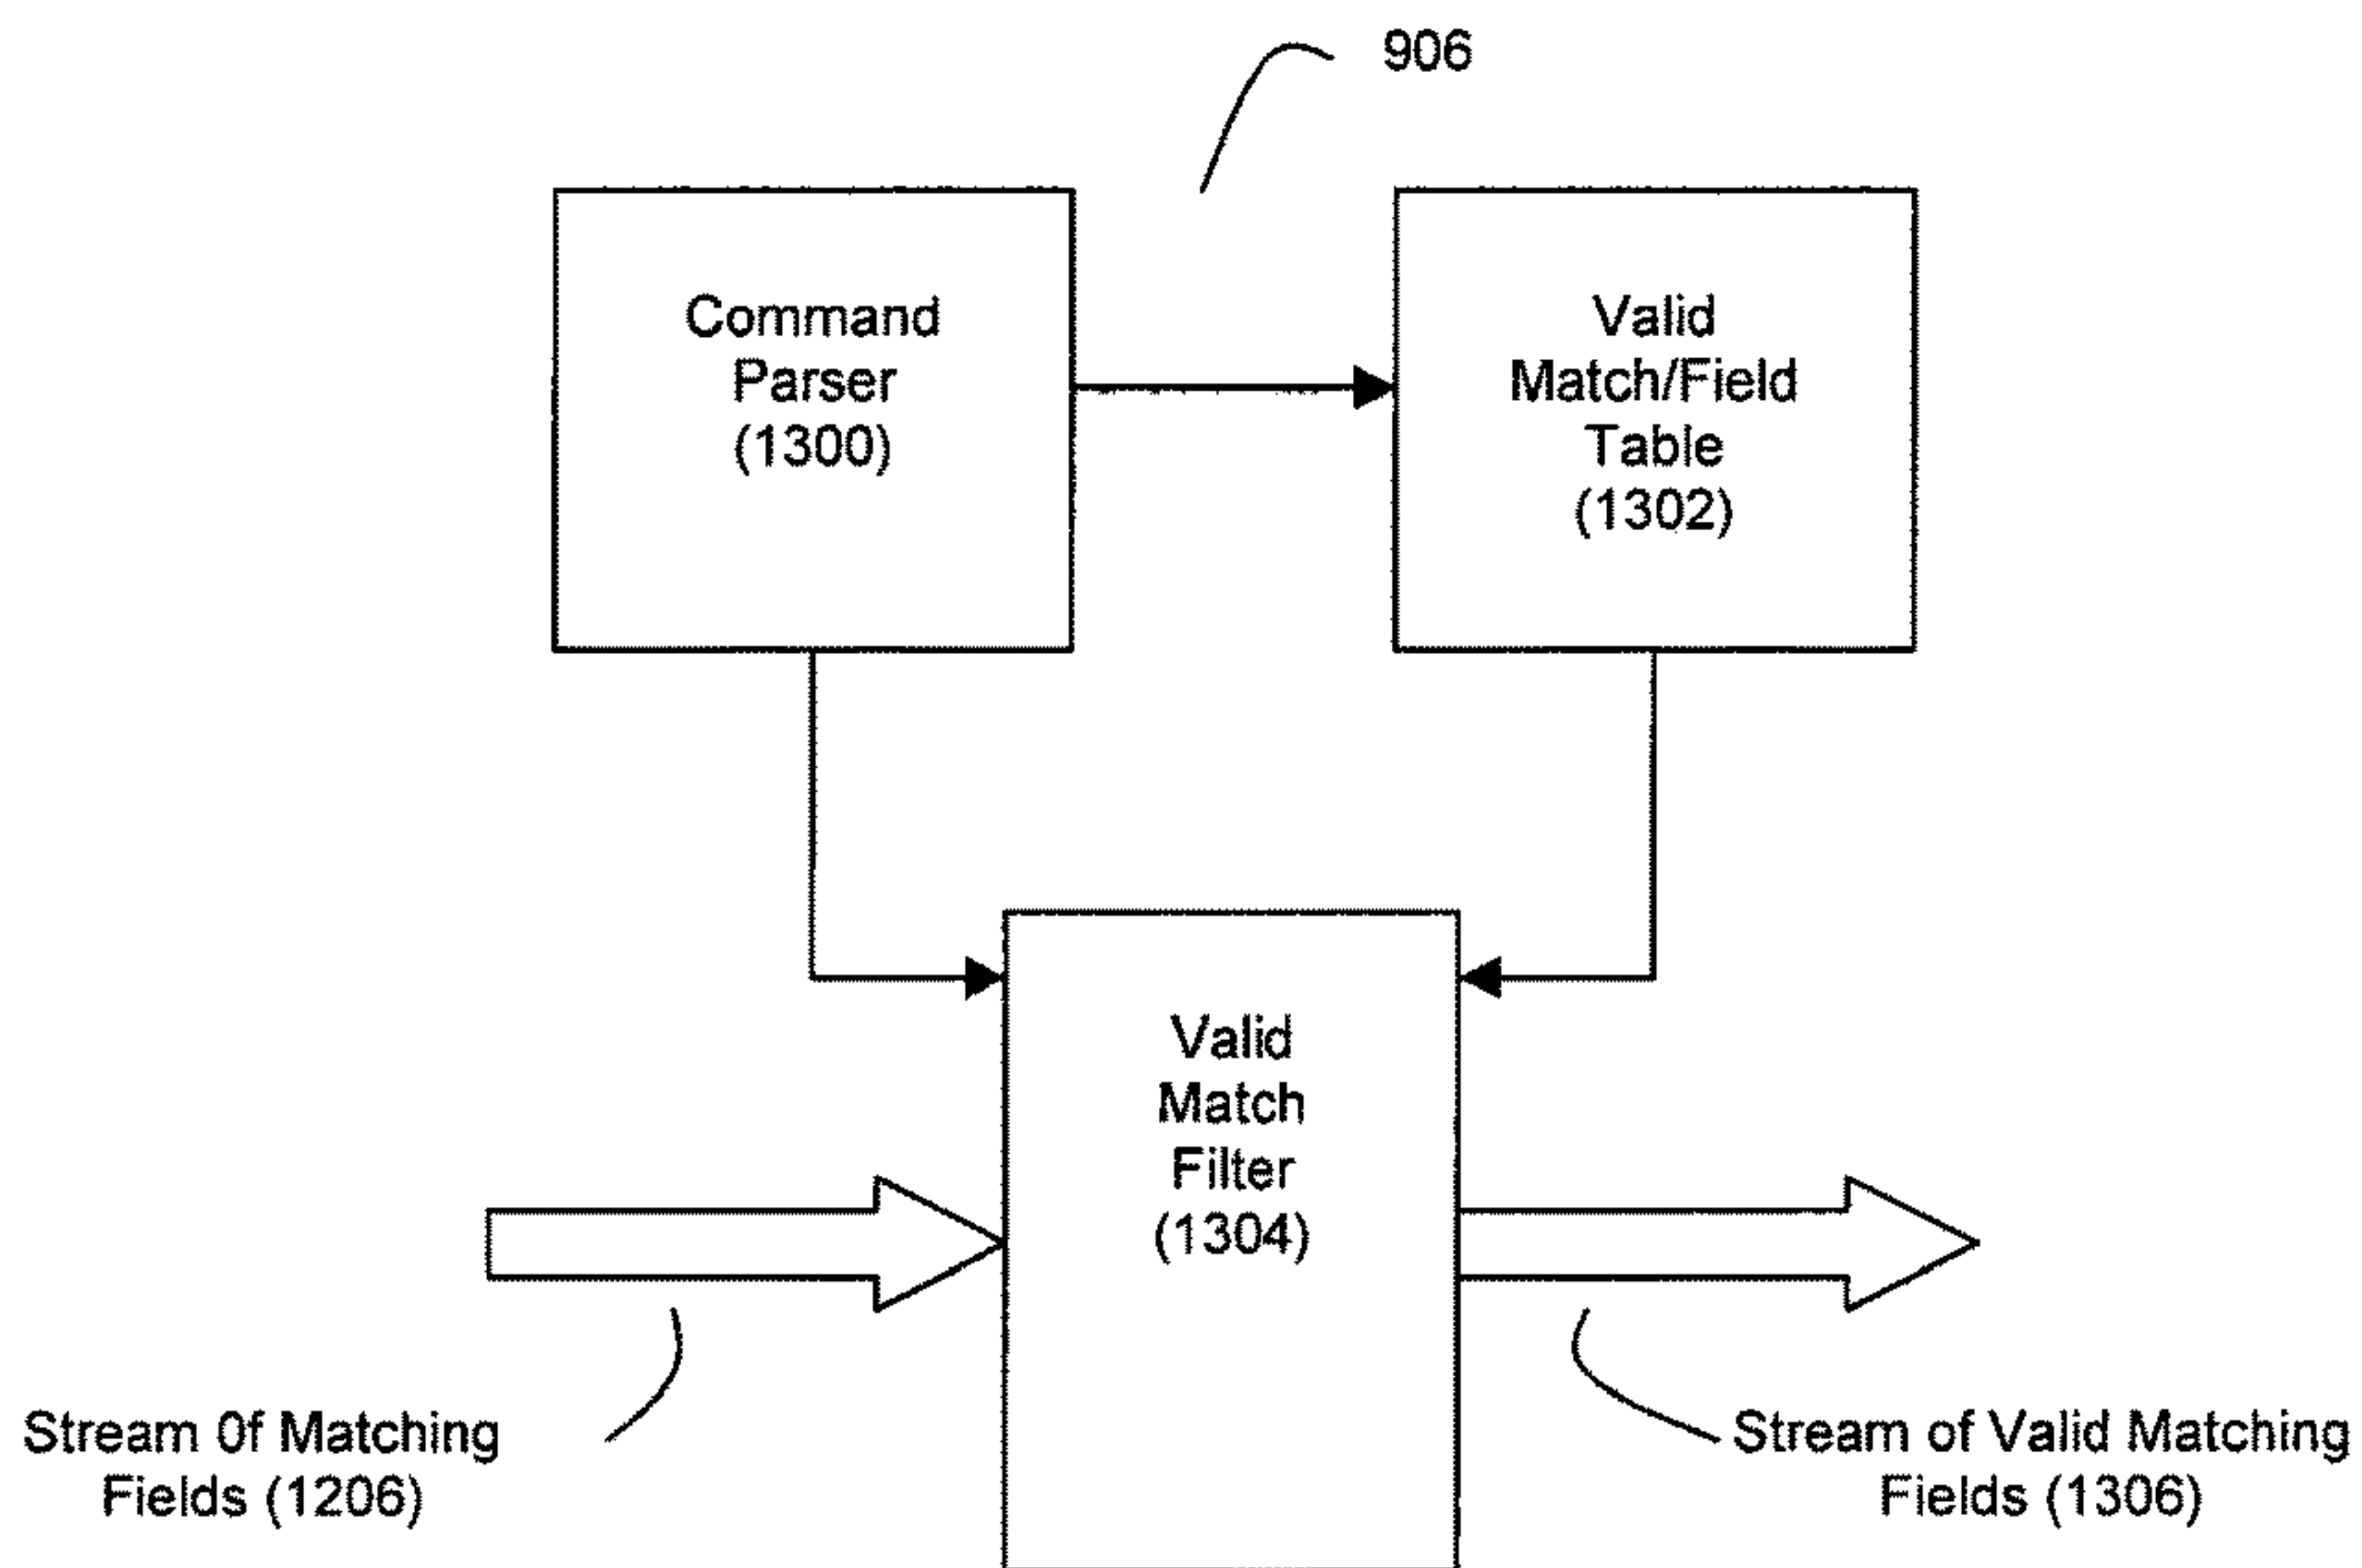 906
Command
Parser
(1300)
Valid
Match/Field
Table
(1302)
Valid
Match
Filter
(1304)
Stream 0f Matching
Fields (1206)
Stream of Valid Matching
Fields (1306)